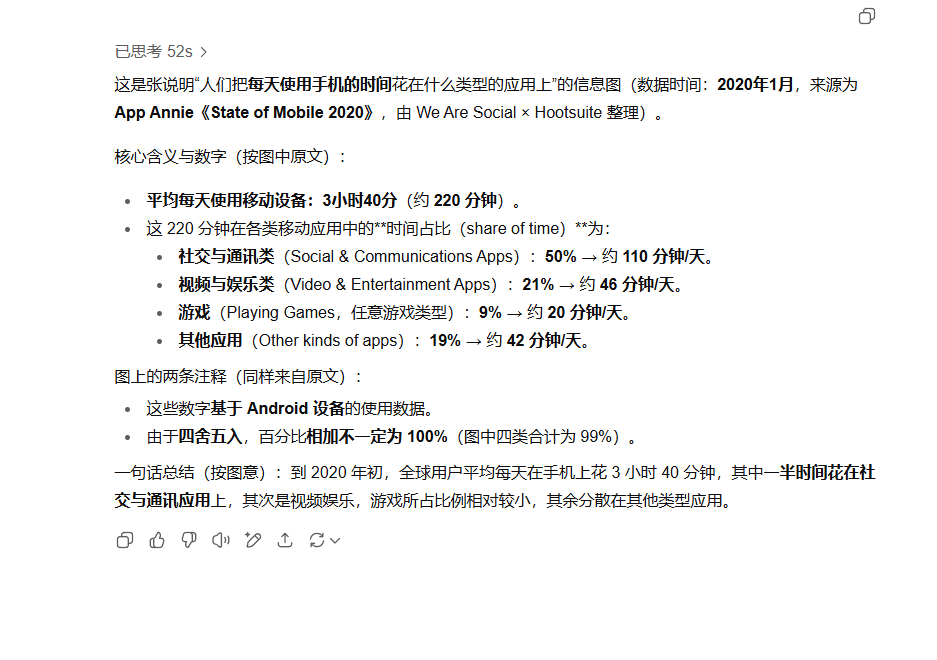 已思考 52s
这是张说明“人们把每天使用手机的时间花在什么类型的应用上”的信息图（数据时间：2020年1月，来源为
App Annie《State of Mobile 2020》，由 We Are Social × Hootsuite 整理）。
核心含义与数字（按图中原文）：
平均每天使用移动设备：3小时40分（约 220 分钟）。
这 220 分钟在各类移动应用中的**时间占比（share of time）**为：
社交与通讯类（Social & Communications Apps）：50% → 约 110 分钟/天。
视频与娱乐类（Video & Entertainment Apps）：21% → 约 46 分钟/天。
游戏（Playing Games，任意游戏类型）：9% → 约 20 分钟/天。
其他应用（Other kinds of apps）：19% → 约 42 分钟/天。
图上的两条注释（同样来自原文）：
这些数字基于 Android 设备的使用数据。
由于四舍五入，百分比相加不一定为 100%（图中四类合计为 99%）。
一句话总结（按图意）：到 2020 年初，全球用户平均每天在手机上花 3 小时 40 分钟，其中一半时间花在社
交与通讯应用上，其次是视频娱乐，游戏所占比例相对较小，其余分散在其他类型应用。